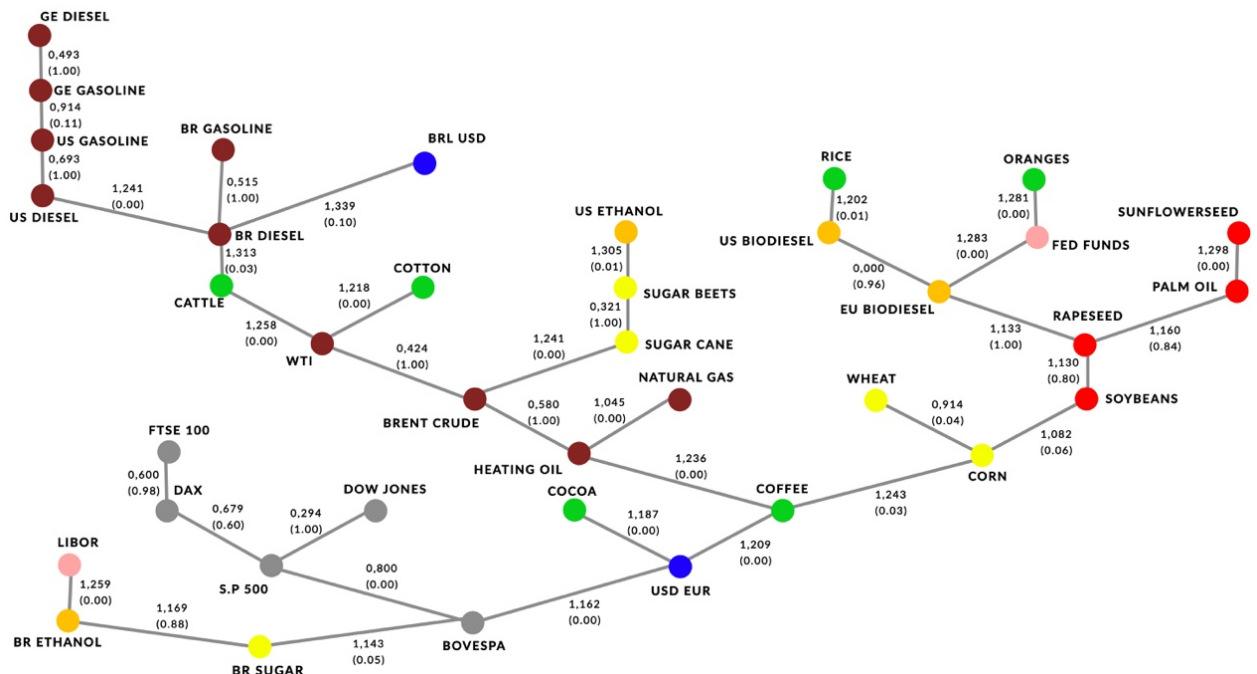 GE DIESEL
0,493
(1.00)
GE GASOLINE
0,914
(0.11)
US GASOLINE
0,693
(1.00)
US DIESEL
1,241
(0.00)
BR GASOLINE
0,515
(1.00)
BRL USD
1,339
(0.10)
BR DIESEL
1,313
(0.03)
CATTLE
COTTON
1,218
(0.00)
1,258
(0.00)
WTI
0,424
(1.00)
US ETHANOL
1,305
(0.01)
SUGAR BEETS
0,321
(1.00)
SUGAR CANE
1,241
(0.00)
BRENT CRUDE
0,580
(1.00)
NATURAL GAS
1,045
(0.00)
HEATING OIL
1,236
(0.00)
RICE
1,202
(0.01)
US BIODIESEL
0,000
(0.96)
ORANGES
1,281
(0.00)
FED FUNDS
1,283
(0.00)
EU BIODIESEL
1,133
(1.00)
SUNFLOWERSEED
1,298
(0.00)
PALM OIL
1,160
(0.84)
RAPESEED
1,130
(0.80)
SOYBEANS
WHEAT
0,914
(0.04)
1,082
(0.06)
CORN
1,243
(0.03)
COFFEE
COCOA
1,187
(0.00)
1,209
(0.00)
USD EUR
FTSE 100
0,600
(0.98)
DAX
0,679
(0.60)
DOW JONES
0,294
(1.00)
S.P 500
0,800
(0.00)
1,162
(0.00)
LIBOR
1,259
(0.00)
BR ETHANOL
1,169
(0.88)
BR SUGAR
1,143
(0.05)
BOVESPA